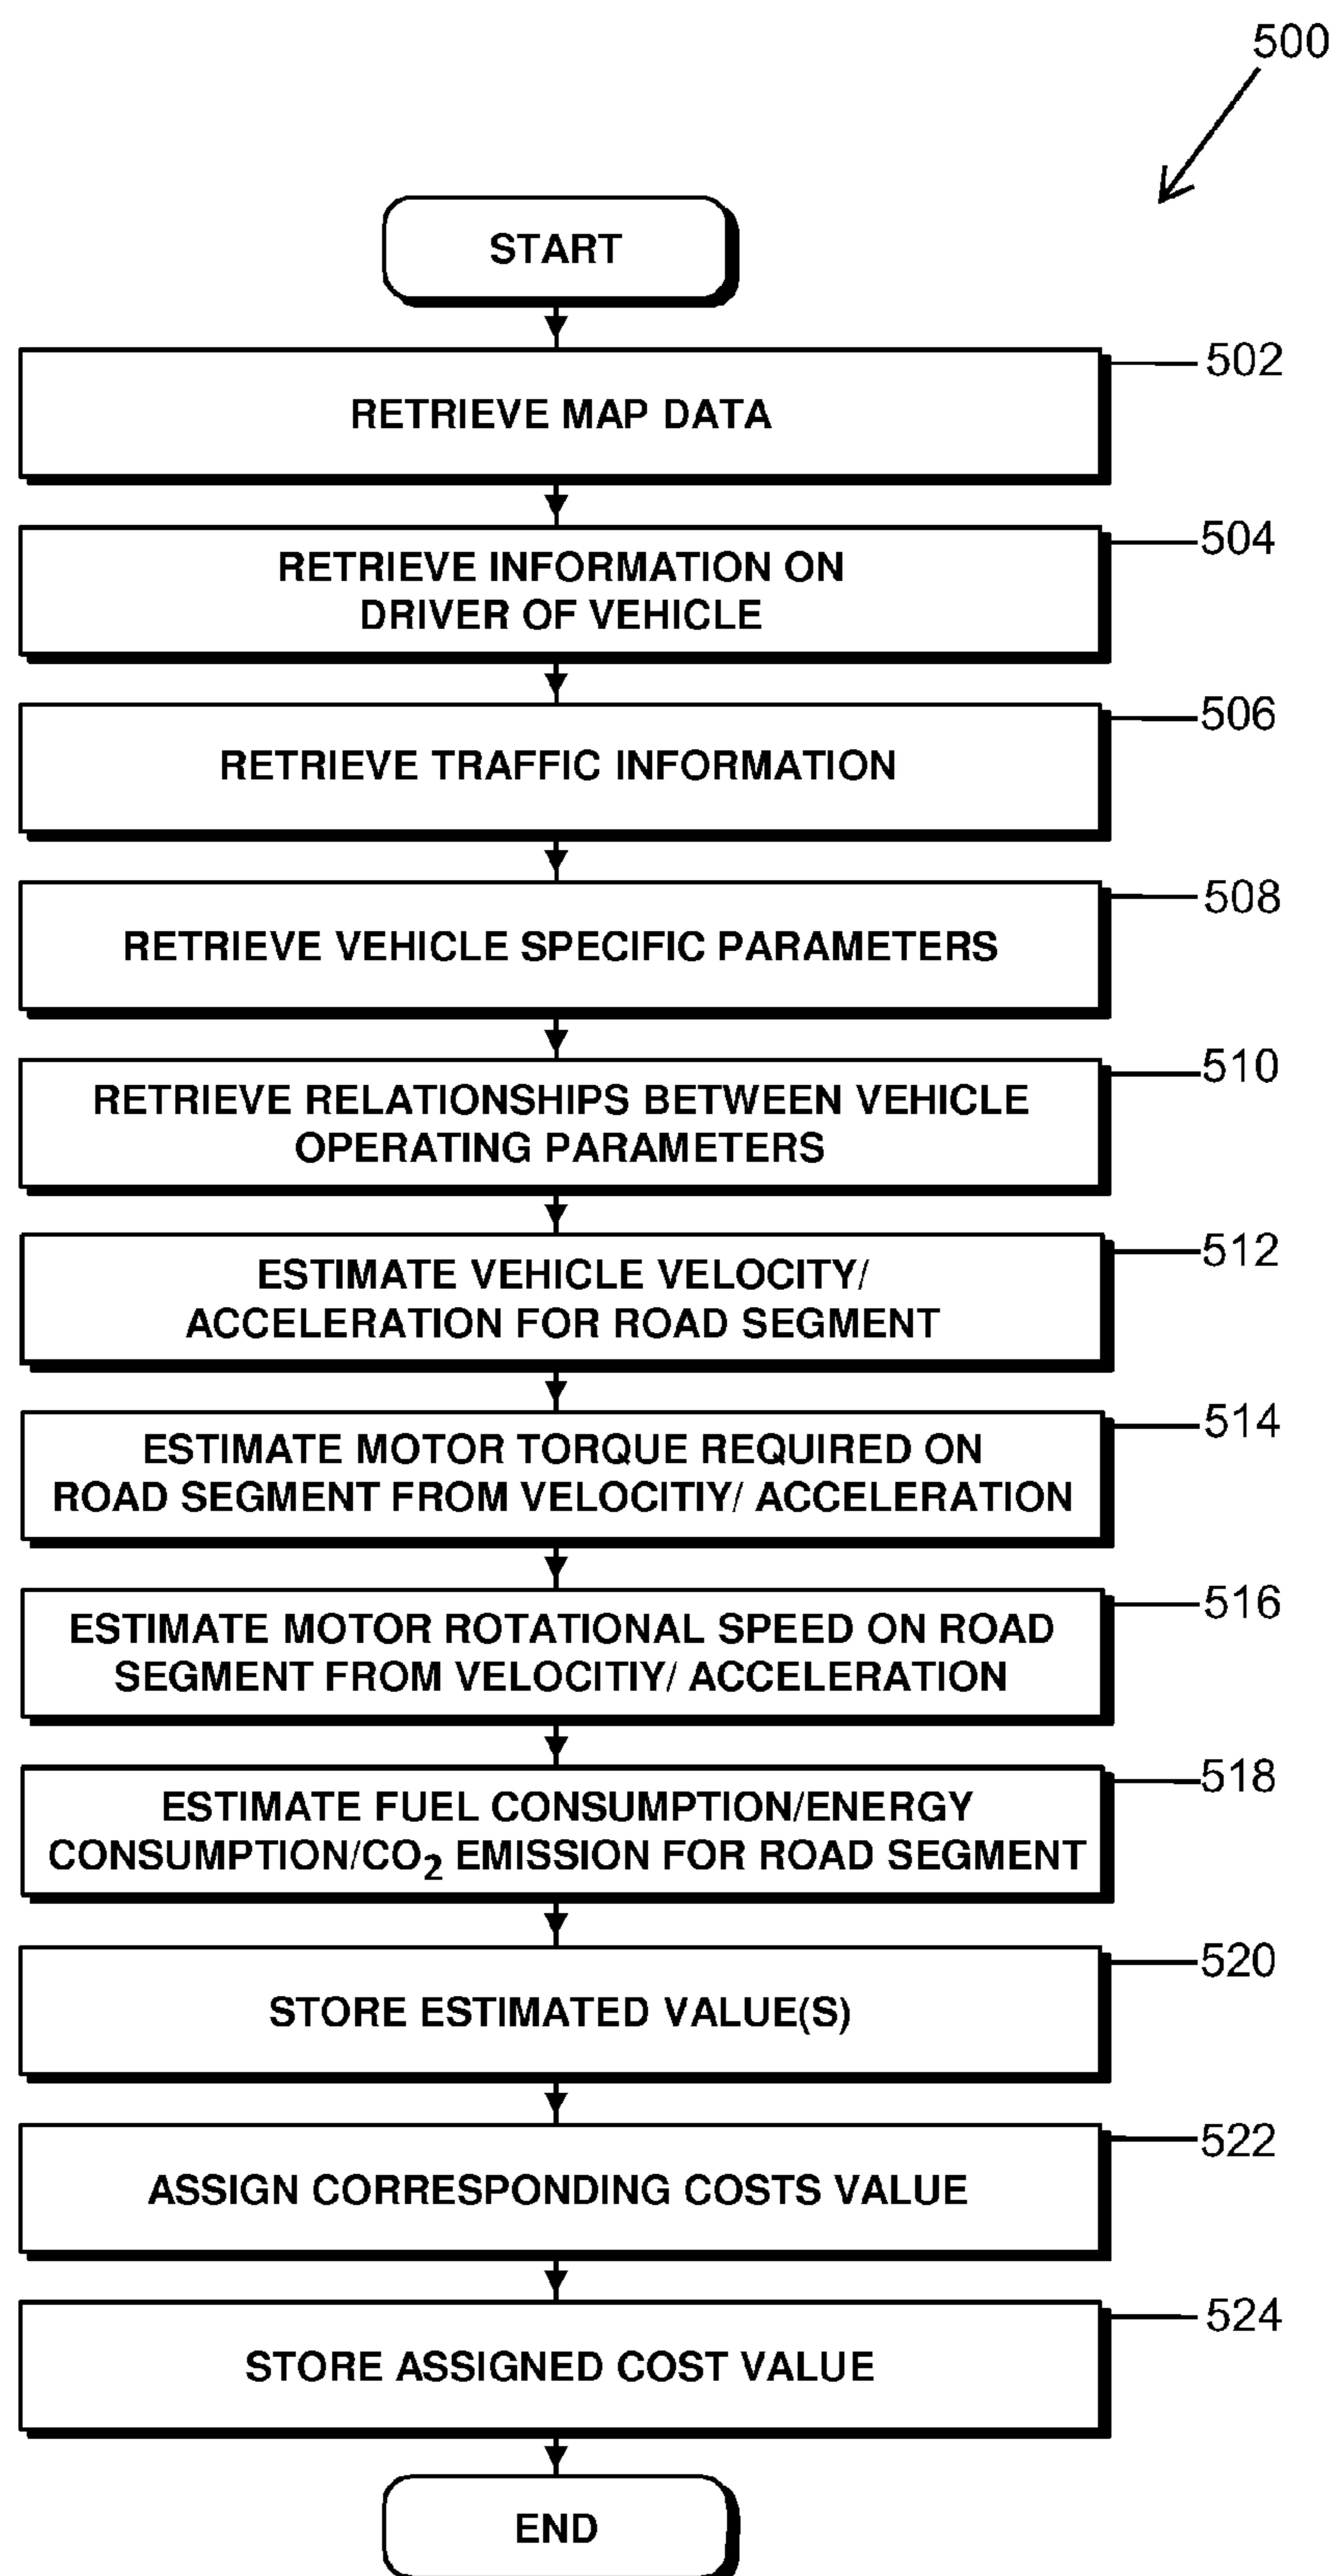 500
START
502
RETRIEVE MAP DATA
504
RETRIEVE INFORMATION ON
DRIVER OF VEHICLE
506
RETRIEVE TRAFFIC INFORMATION
508
RETRIEVE VEHICLE SPECIFIC PARAMETERS
510
RETRIEVE RELATIONSHIPS BETWEEN VEHICLE
OPERATING PARAMETERS
512
ESTIMATE VEHICLE VELOCITY/
ACCELERATION FOR ROAD SEGMENT
514
ESTIMATE MOTOR TORQUE REQUIRED ON
ROAD SEGMENT FROM VELOCITIY/ ACCELERATION
516
ESTIMATE MOTOR ROTATIONAL SPEED ON ROAD
SEGMENT FROM VELOCITIY/ ACCELERATION
518
ESTIMATE FUEL CONSUMPTION/ENERGY
CONSUMPTION/CO₂ EMISSION FOR ROAD SEGMENT
520
STORE ESTIMATED VALUE(S)
522
ASSIGN CORRESPONDING COSTS VALUE
524
STORE ASSIGNED COST VALUE
END